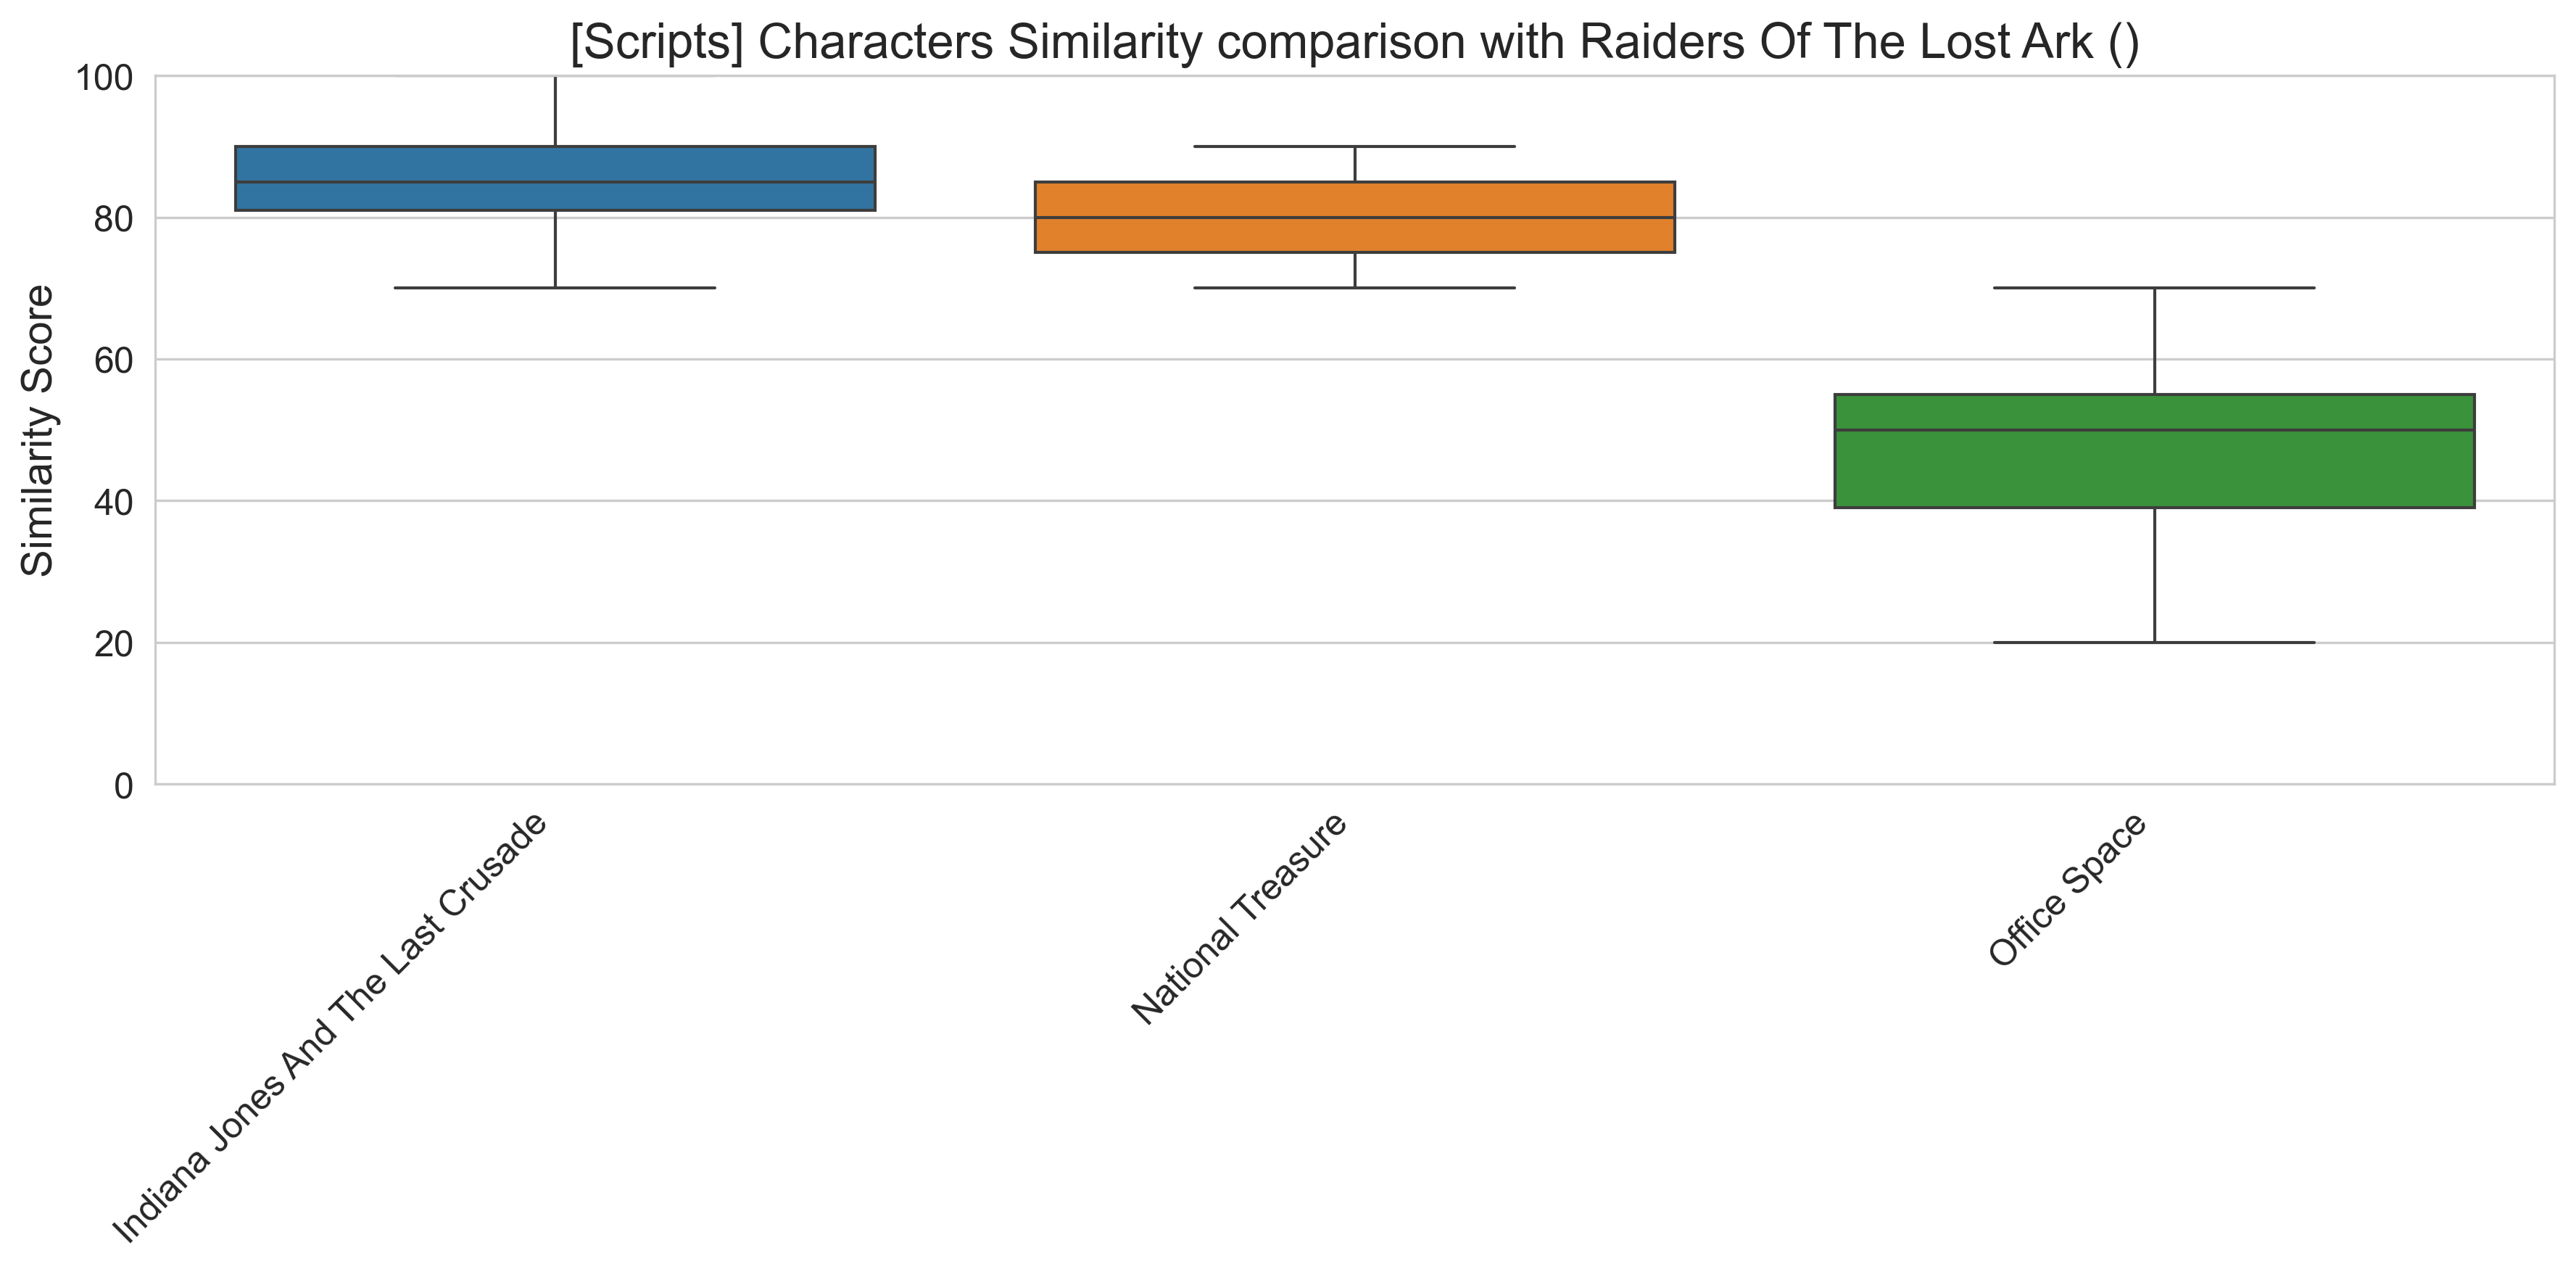 [Scripts] Characters Similarity comparison with Raiders Of The Lost Ark ()
Similarity Score
100
80
60
40
20
0
Indiana Jones And The Last Crusade
National Treasure
Office Space